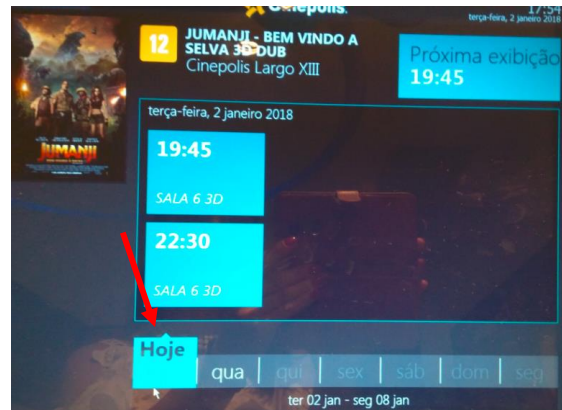 Cinépolis.
17:54
terça-feira, 2 janeiro 2018
12
JUMANJI - BEM VINDO A
SELVA 3D DUB
Cinepolis Largo XIII
Próxima exibição
19:45
JUMANJI
terça-feira, 2 janeiro 2018
19:45
SALA 6 3D
22:30
SALA 6 3D
Hoje
qua
qui
sex
sáb
dom
seg
ter 02 jan - seg 08 jan